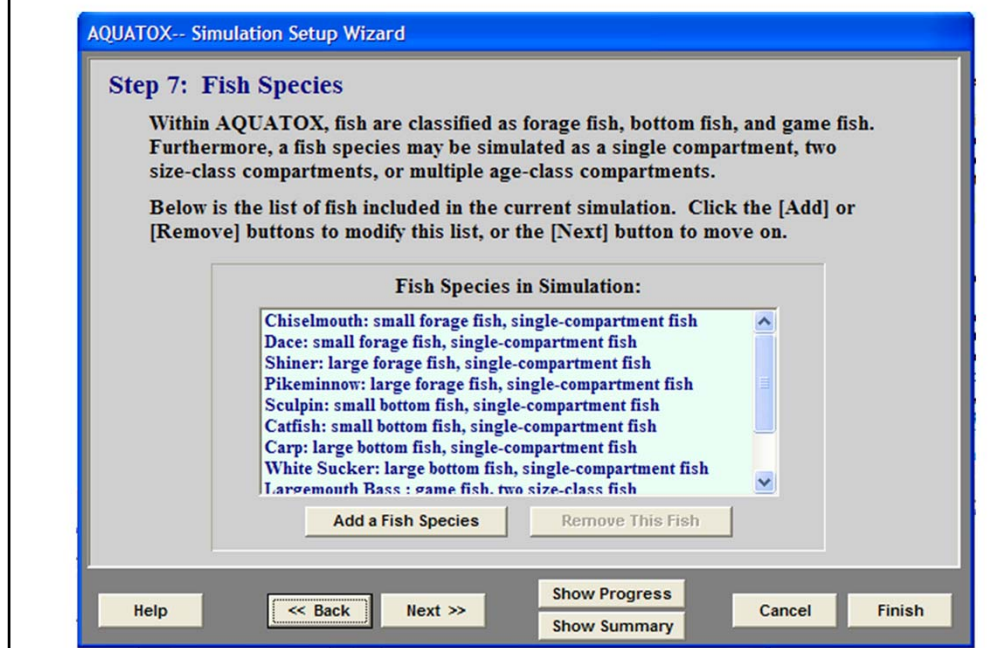 AQUATOX-- Simulation Setup Wizard
Step 7: Fish Species
Within AQUATOX, fish are classified as forage fish, bottom fish, and game fish.
Furthermore, a fish species may be simulated as a single compartment, two
size-class compartments, or multiple age-class compartments.
Below is the list of fish included in the current simulation. Click the [Add] or
[Remove] buttons to modify this list, or the [Next] button to move on.
Fish Species in Simulation:
Chiselmouth: small forage fish, single-compartment fish
Dace: small forage fish, single-compartment fish
Shiner: large forage fish, single-compartment fish
Pikeminnow: large forage fish, single-compartment fish
Sculpin: small bottom fish, single-compartment fish
Catfish: small bottom fish, single-compartment fish
Carp: large bottom fish, single-compartment fish
White Sucker: large bottom fish, single-compartment fish
Largemouth Bass : game fish, two size-class fish
Add a Fish Species
Remove This Fish
Help
<< Back
Next >>
Show Progress
Show Summary
Cancel
Finish